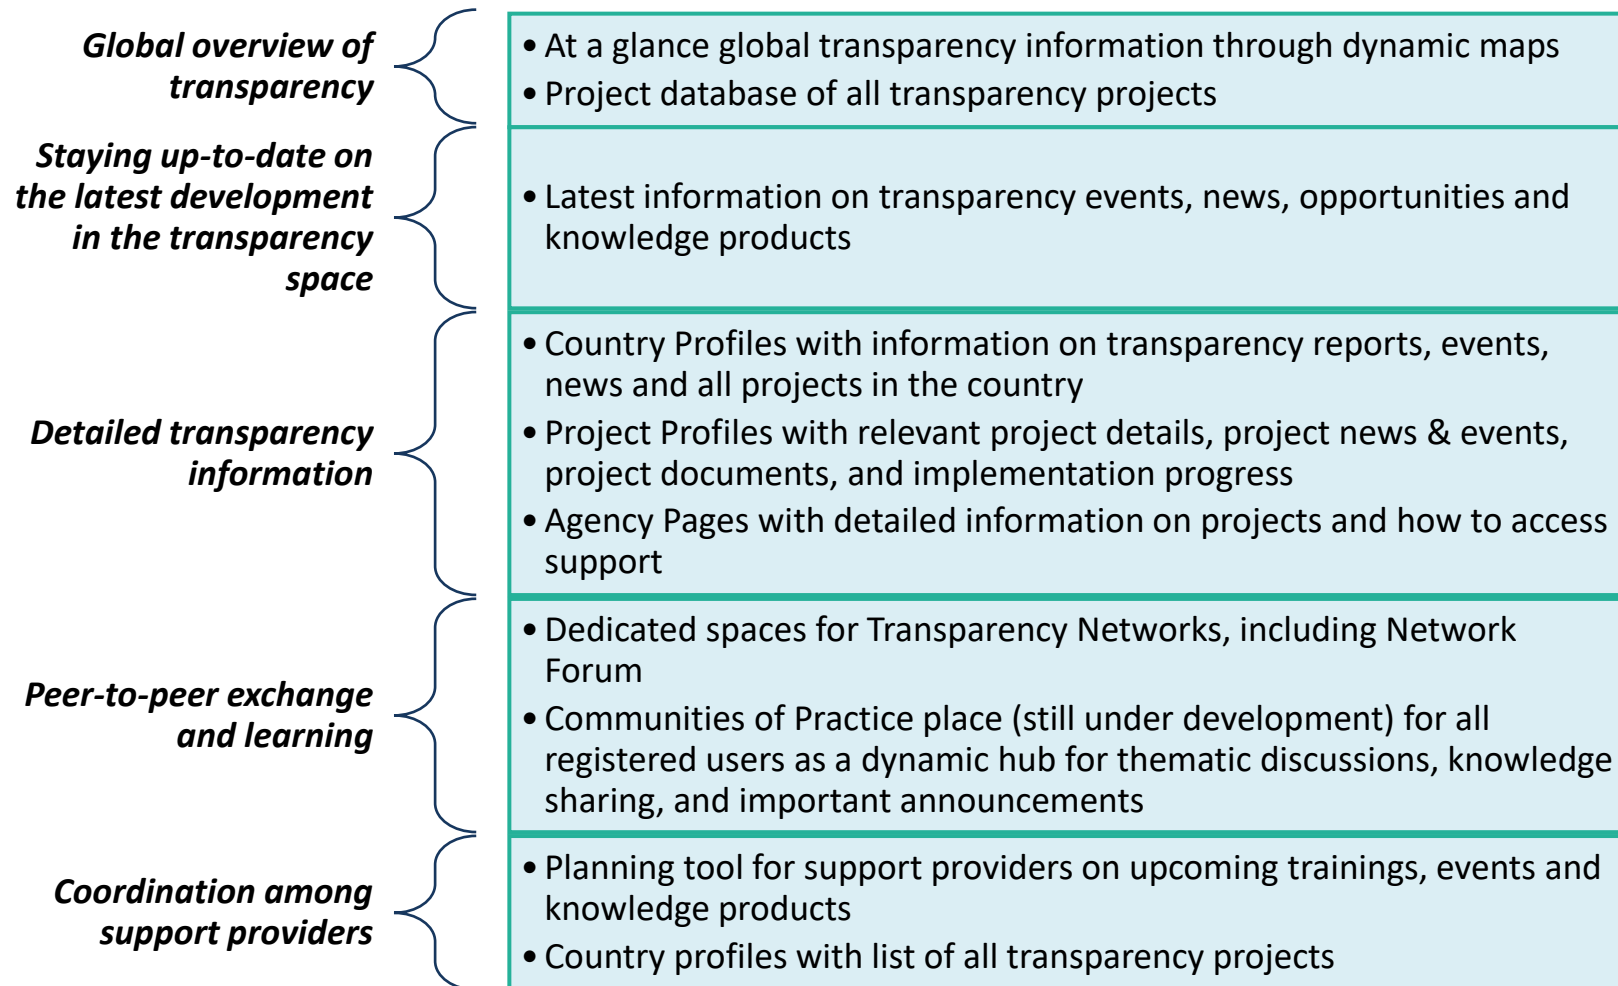 Global overview of
transparency
• At a glance global transparency information through dynamic maps
• Project database of all transparency projects
Staying up-to-date on
the latest development
in the transparency
space
• Latest information on transparency events, news, opportunities and
knowledge products
Detailed transparency
information
• Country Profiles with information on transparency reports, events,
news and all projects in the country
• Project Profiles with relevant project details, project news & events,
project documents, and implementation progress
• Agency Pages with detailed information on projects and how to access
support
Peer-to-peer exchange
and learning
• Dedicated spaces for Transparency Networks, including Network
Forum
• Communities of Practice place (still under development) for all
registered users as a dynamic hub for thematic discussions, knowledge
sharing, and important announcements
Coordination among
support providers
• Planning tool for support providers on upcoming trainings, events and
knowledge products
• Country profiles with list of all transparency projects